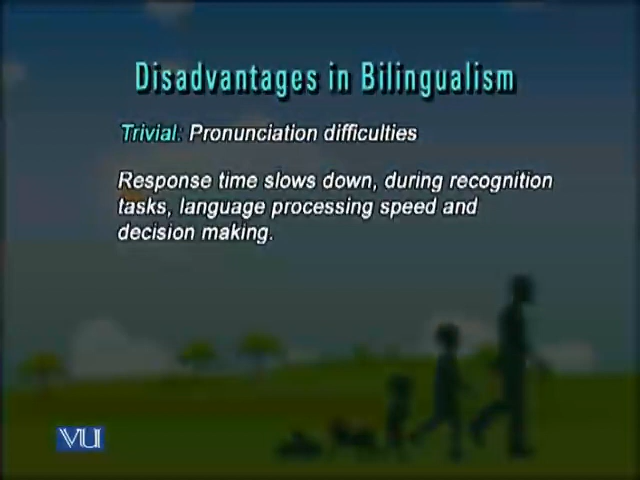 Disadvantages in Bilingualism
Trivial: Pronunciation difficulties
Response time slows down, during recognition
tasks, language processing speed and
decision making.
VU